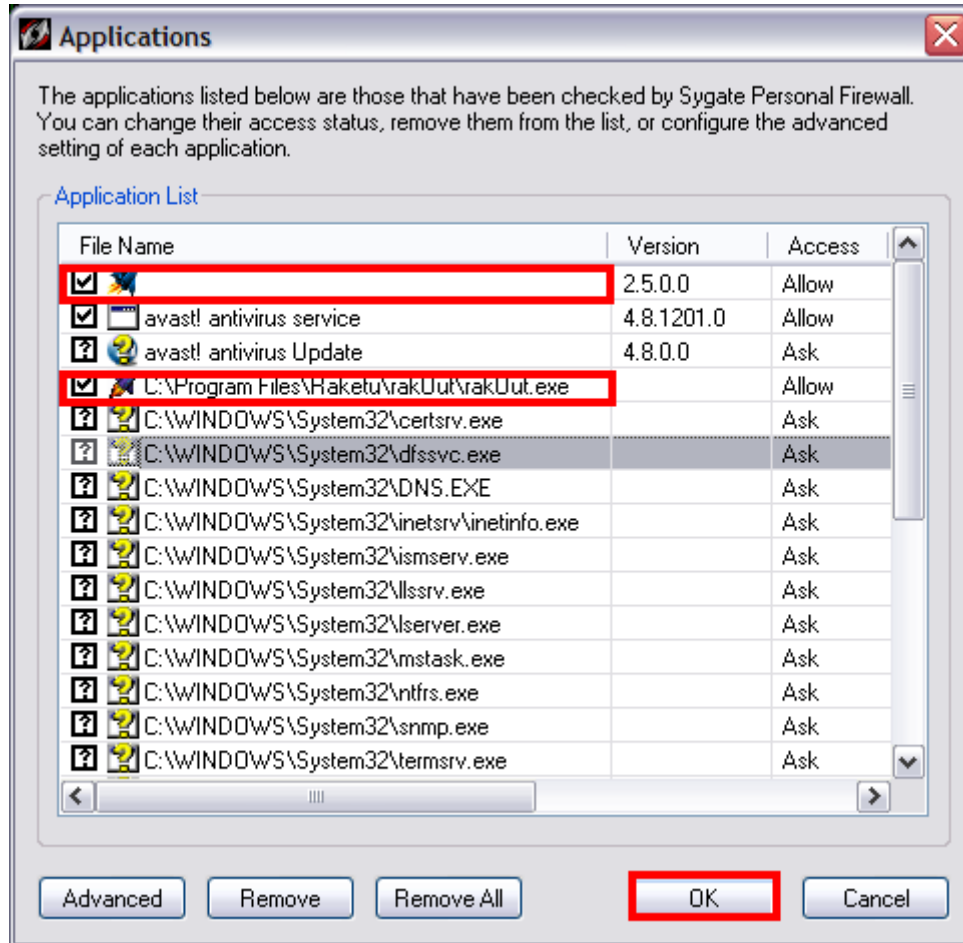 Applications
The applications listed below are those that have been checked by Sygate Personal Firewall.
You can change their access status, remove them from the list, or configure the advanced
setting of each application.
Application List
File Name Version Access
2.5.0.0 Allow
avast! antivirus service 4.8.1201.0 Allow
avast! antivirus Update 4.8.0.0 Ask
C:\Program Files\Raketu\rakOut\rakOut.exe Allow
C:\WINDOWS\System32\certsrv.exe Ask
C:\WINDOWS\System32\dfssvc.exe Ask
C:\WINDOWS\System32\DNS.EXE Ask
C:\WINDOWS\System32\inetsrv\inetinfo.exe Ask
C:\WINDOWS\System32\ismserv.exe Ask
C:\WINDOWS\System32\llssrv.exe Ask
C:\WINDOWS\System32\lserver.exe Ask
C:\WINDOWS\System32\mstask.exe Ask
C:\WINDOWS\System32\ntfrs.exe Ask
C:\WINDOWS\System32\snmp.exe Ask
C:\WINDOWS\System32\termsrv.exe Ask
Advanced Remove Remove All OK Cancel